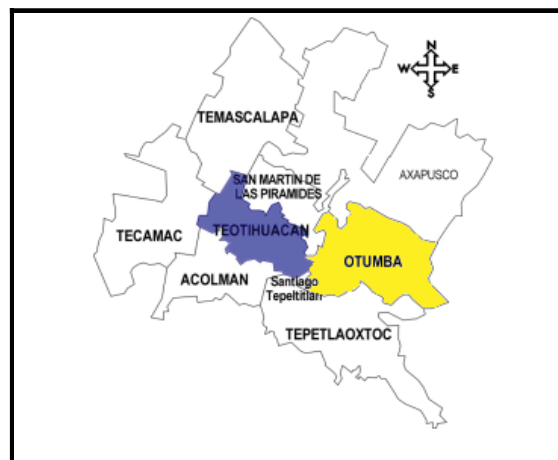 N
W E
S
TEMASCALAPA
SAN MARTIN DE
LAS PIRAMIDES
AXAPUSCO
TECAMAC
TEOTIHUACAN
OTUMBA
ACOLMAN
Santiago
Tepeltitlan
TEPETLAOXTOC